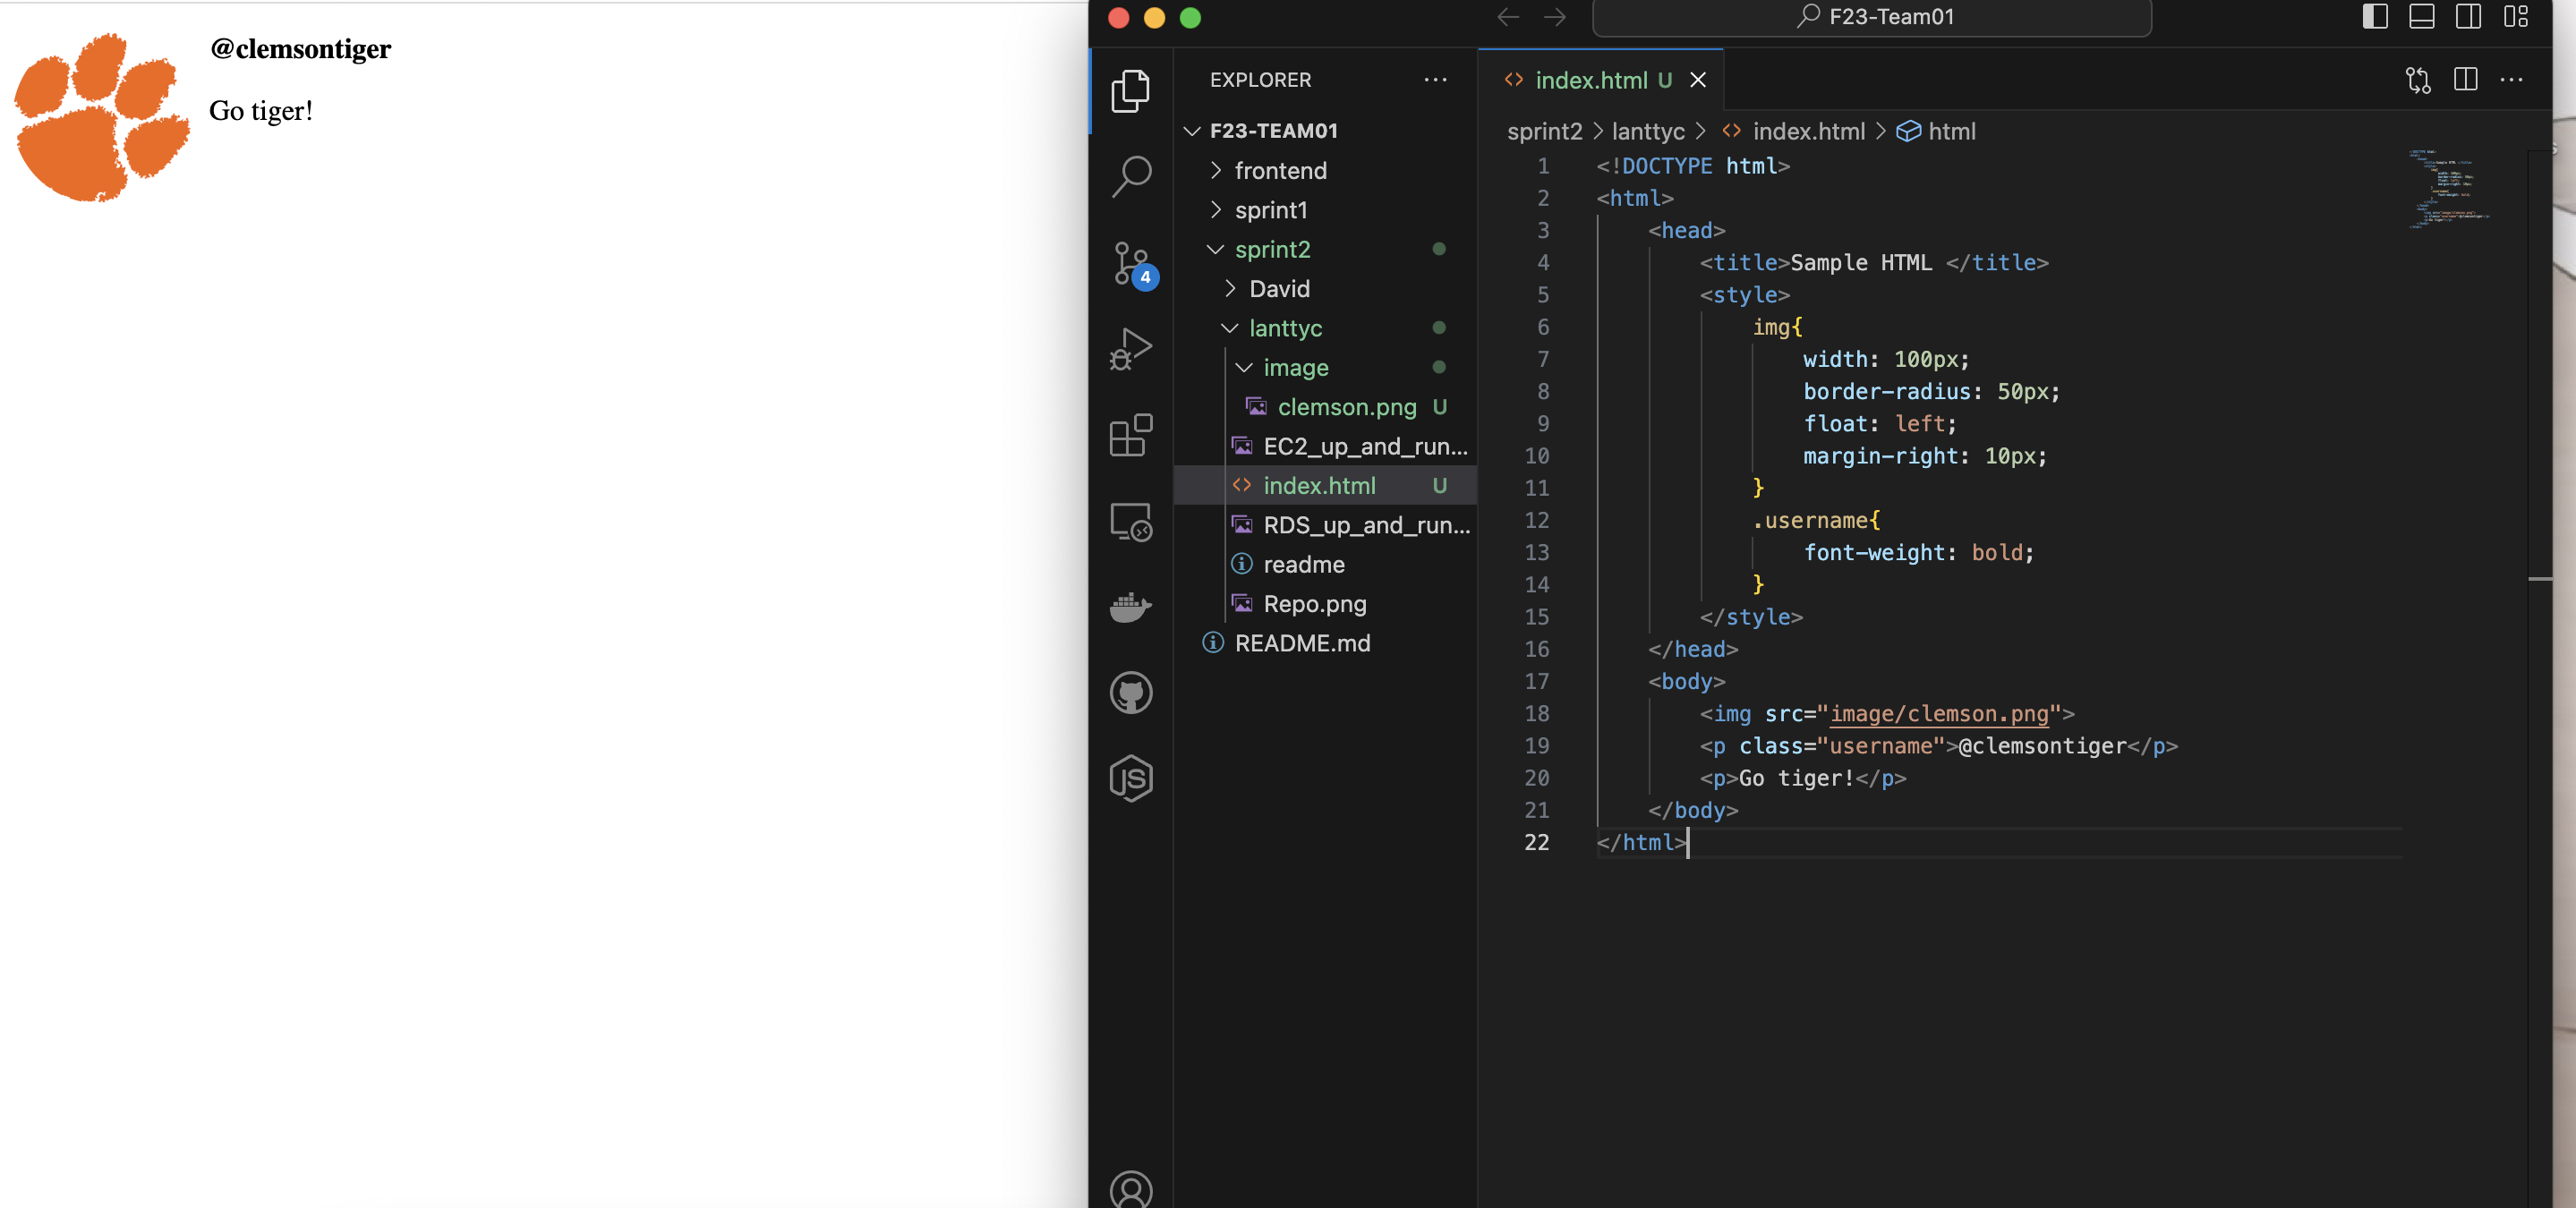 @clemsontiger
Go tiger!
F23-Team01
EXPLORER
F23-TEAM01
frontend
sprint1
sprint2
David
lanttyc
image
clemson.png U
EC2_up_and_run...
index.html U
RDS_up_and_run...
readme
Repo.png
README.md
4
index.html U
sprint2 > lanttyc > index.html > html
1 <!DOCTYPE html>
2 <html>
3 <head>
4 <title>Sample HTML </title>
5 <style>
6 img{
7 width: 100px;
8 border-radius: 50px;
9 float: left;
10 margin-right: 10px;
11 }
12 .username{
13 font-weight: bold;
14 }
15 </style>
16 </head>
17 <body>
18 <img src="image/clemson.png">
19 <p class="username">@clemsontiger</p>
20 <p>Go tiger!</p>
21 </body>
22 </html>